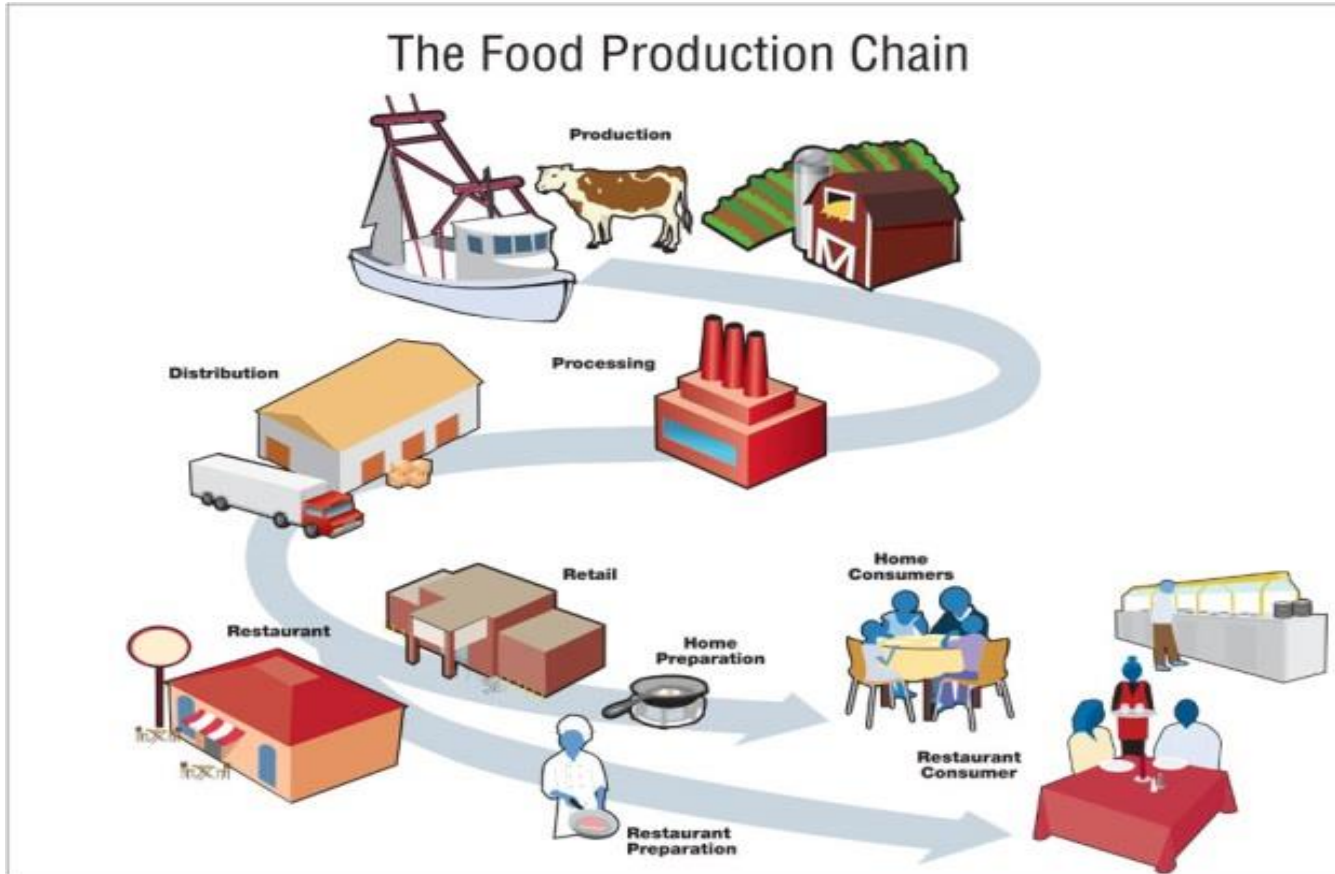 The Food Production Chain
Production
Processing
Distribution
Retail
Restaurant
Home
Preparation
Home
Consumers
Restaurant
Preparation
Restaurant
Consumer